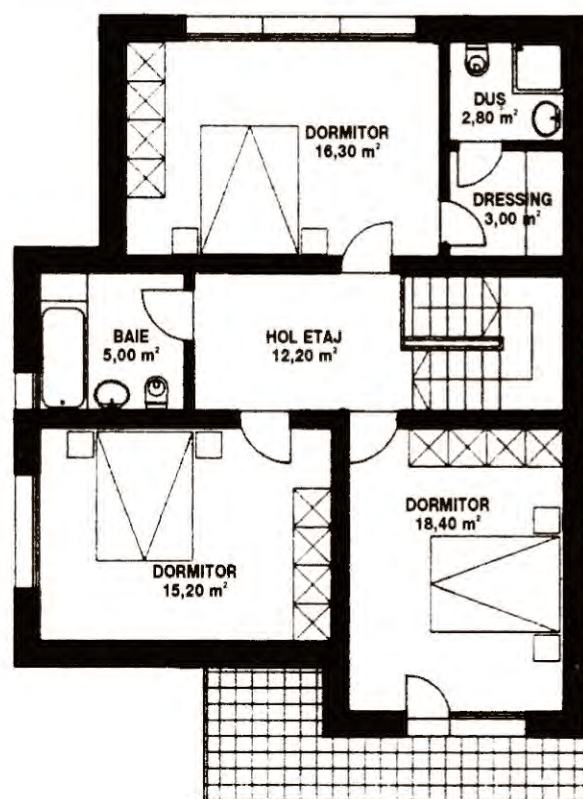 DUȘ
2,80 m²
DORMITOR
16,30 m²
DRESSING
3,00 m²
BAIE
5,00 m²
HOL ETAJ
12,20 m²
DORMITOR
18,40 m²
DORMITOR
15,20 m²